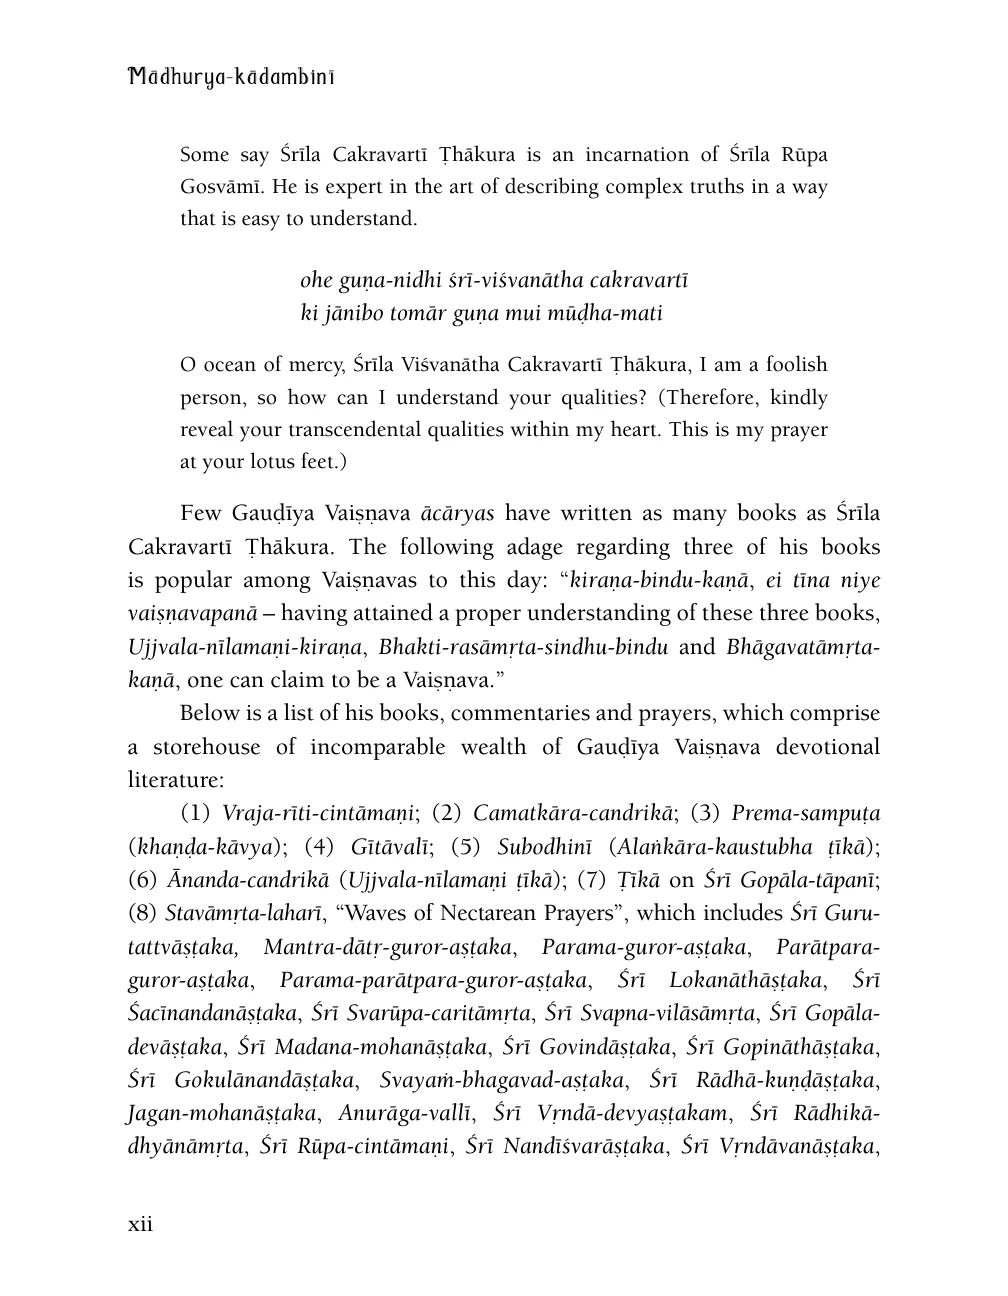 Mādhurya-kādambinī
Some say Śrīla Cakravartī Ṭhākura is an incarnation of Śrīla Rūpa
Gosvāmī. He is expert in the art of describing complex truths in a way
that is easy to understand.
ohe guṇa-nidhi śrī-viśvanātha cakravartī
ki jānibo tomār guṇa mui mūḍha-mati
O ocean of mercy, Śrīla Viśvanātha Cakravartī Ṭhākura, I am a foolish
person, so how can I understand your qualities? (Therefore, kindly
reveal your transcendental qualities within my heart. This is my prayer
at your lotus feet.)
Few Gauḍīya Vaiṣṇava ācāryas have written as many books as Śrīla
Cakravartī Ṭhākura. The following adage regarding three of his books
is popular among Vaiṣṇavas to this day: “kiraṇa-bindu-kaṇā, ei tīna niye
vaiṣṇavapanā – having attained a proper understanding of these three books,
Ujjvala-nīlamaṇi-kiraṇa, Bhakti-rasāmṛta-sindhu-bindu and Bhāgavatāmṛta-
kaṇā, one can claim to be a Vaiṣṇava.”
Below is a list of his books, commentaries and prayers, which comprise
a storehouse of incomparable wealth of Gauḍīya Vaiṣṇava devotional
literature:
(1) Vraja-rīti-cintāmaṇi; (2) Camatkāra-candrikā; (3) Prema-sampuṭa
(khaṇḍa-kāvya); (4) Gītāvalī; (5) Subodhinī (Alaṅkāra-kaustubha ṭīkā);
(6) Ānanda-candrikā (Ujjvala-nīlamaṇi ṭīkā); (7) Ṭīkā on Śrī Gopāla-tāpanī;
(8) Stavāmṛta-laharī, “Waves of Nectarean Prayers”, which includes Śrī Guru-
tattvāṣṭaka, Mantra-dātṛ-guror-aṣṭaka, Parama-guror-aṣṭaka, Parātpara-
guror-aṣṭaka, Parama-parātpara-guror-aṣṭaka, Śrī Lokanāthāṣṭaka, Śrī
Śacīnandanāṣṭaka, Śrī Svarūpa-caritāmṛta, Śrī Svapna-vilāsāmṛta, Śrī Gopāla-
devāṣṭaka, Śrī Madana-mohanāṣṭaka, Śrī Govindāṣṭaka, Śrī Gopināthāṣṭaka,
Śrī Gokulānandāṣṭaka, Svayaṁ-bhagavad-aṣṭaka, Śrī Rādhā-kuṇḍāṣṭaka,
Jagan-mohanāṣṭaka, Anurāga-vallī, Śrī Vṛndā-devyaṣṭakam, Śrī Rādhikā-
dhyānāmṛta, Śrī Rūpa-cintāmaṇi, Śrī Nandīśvarāṣṭaka, Śrī Vṛndāvanāṣṭaka,
xii